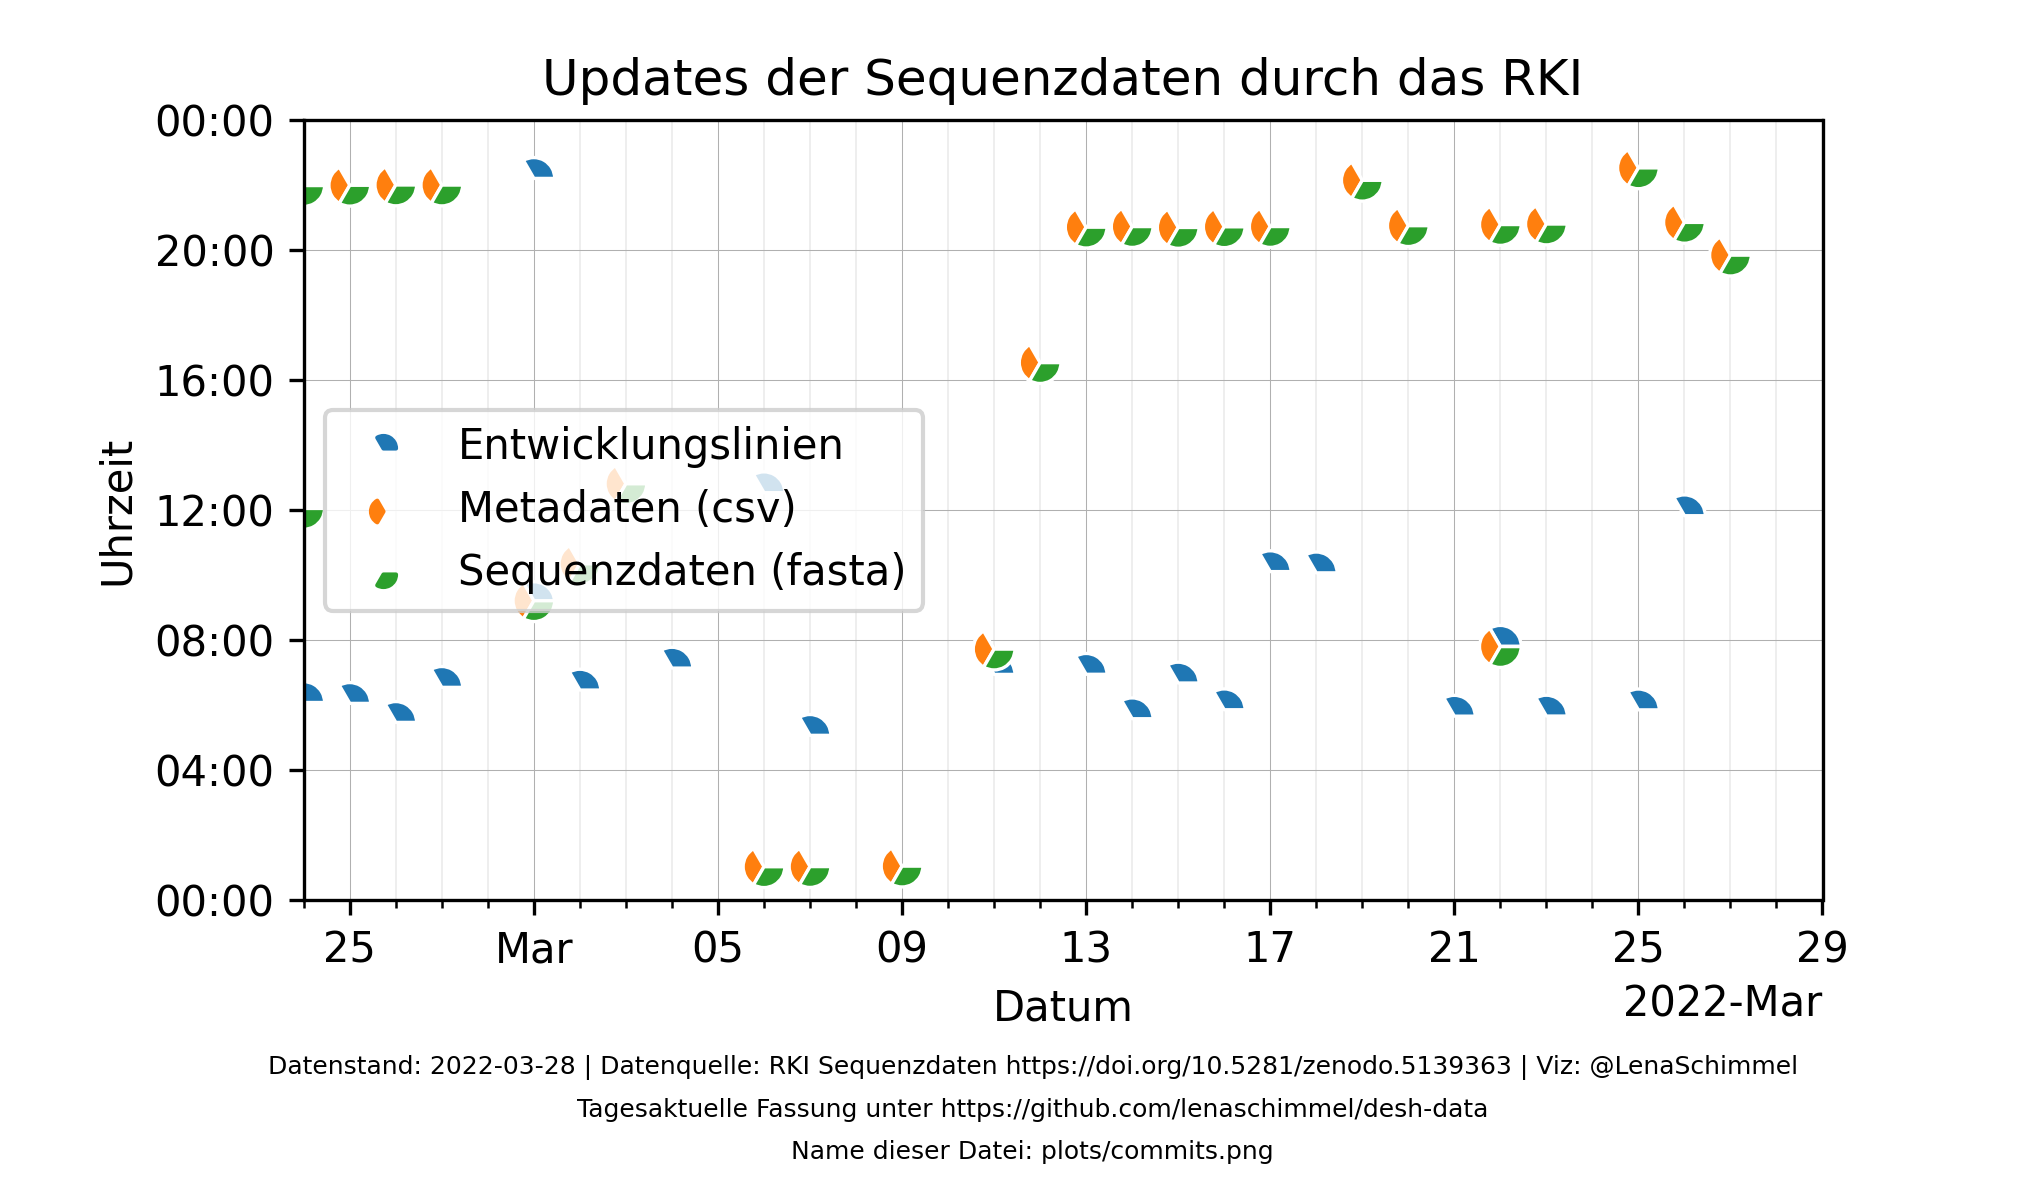 Updates der Sequenzdaten durch das RKI
00:00
20:00
16:00
12:00
08:00
04:00
00:00
Uhrzeit
Entwicklungslinien
Metadaten (csv)
Sequenzdaten (fasta)
25 Mar 05 09 13 17 21 25 29
2022-Mar
Datum
Datenstand: 2022-03-28 | Datenquelle: RKI Sequenzdaten https://doi.org/10.5281/zenodo.5139363 | Viz: @LenaSchimmel
Tagesaktuelle Fassung unter https://github.com/lenaschimmel/desh-data
Name dieser Datei: plots/commits.png